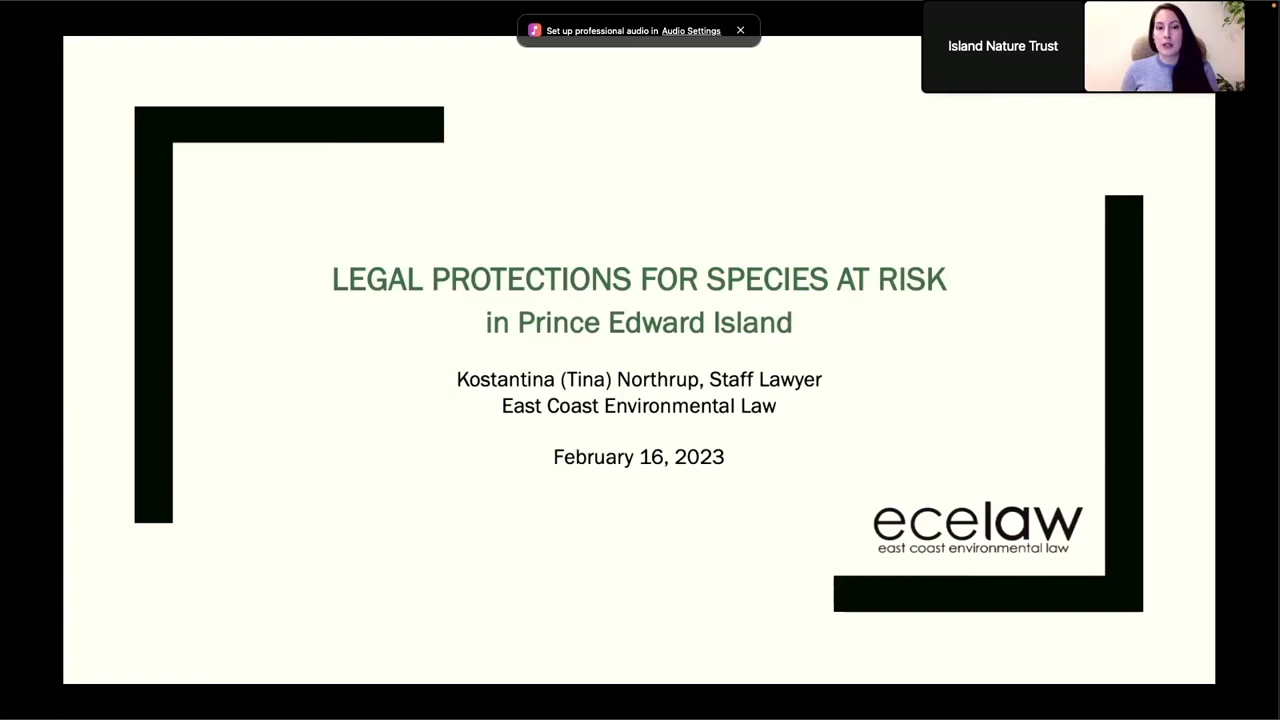 Set up professional audio in Audio Settings
Island Nature Trust
LEGAL PROTECTIONS FOR SPECIES AT RISK
in Prince Edward Island
Kostantina (Tina) Northrup, Staff Lawyer
East Coast Environmental Law
February 16, 2023
ecelaw
east coast environmental law